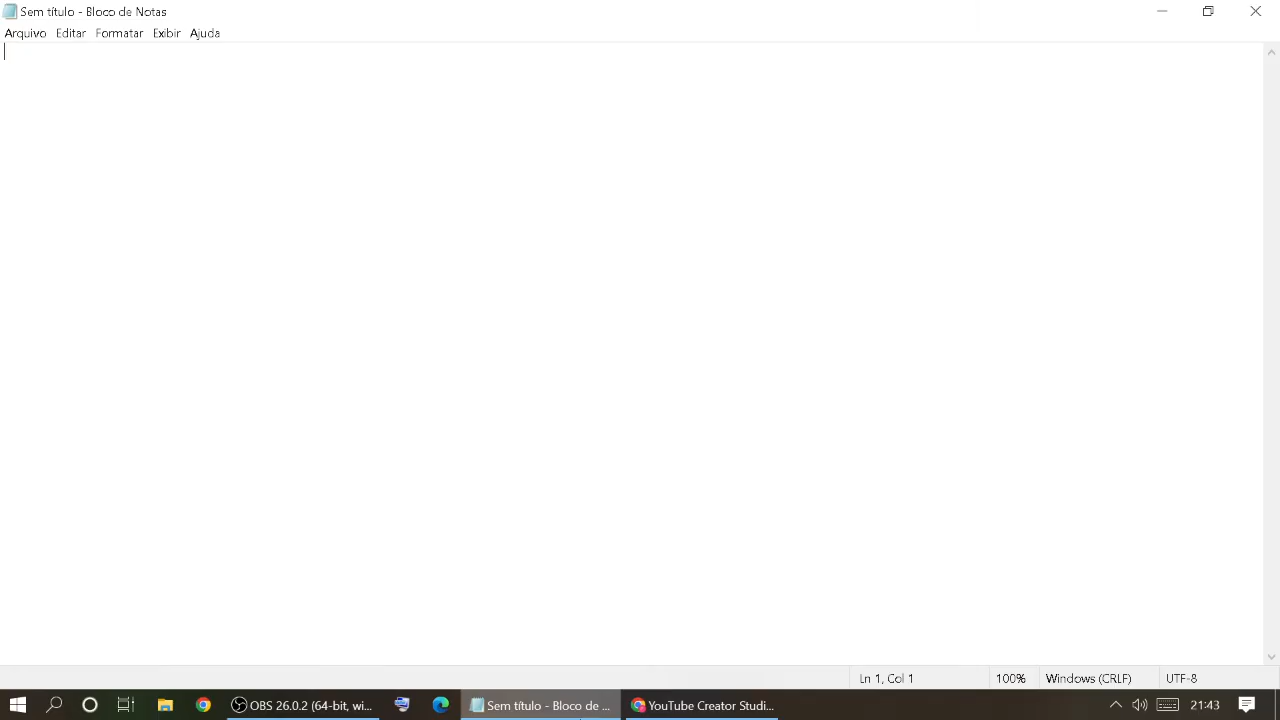 Sem título - Bloco de Notas
Arquivo Editar Formatar Exibir Ajuda
Ln 1, Col 1 100% Windows (CRLF) UTF-8
OBS 26.0.2 (64-bit, wi... Sem título - Bloco de ... YouTube Creator Studi... 21:43